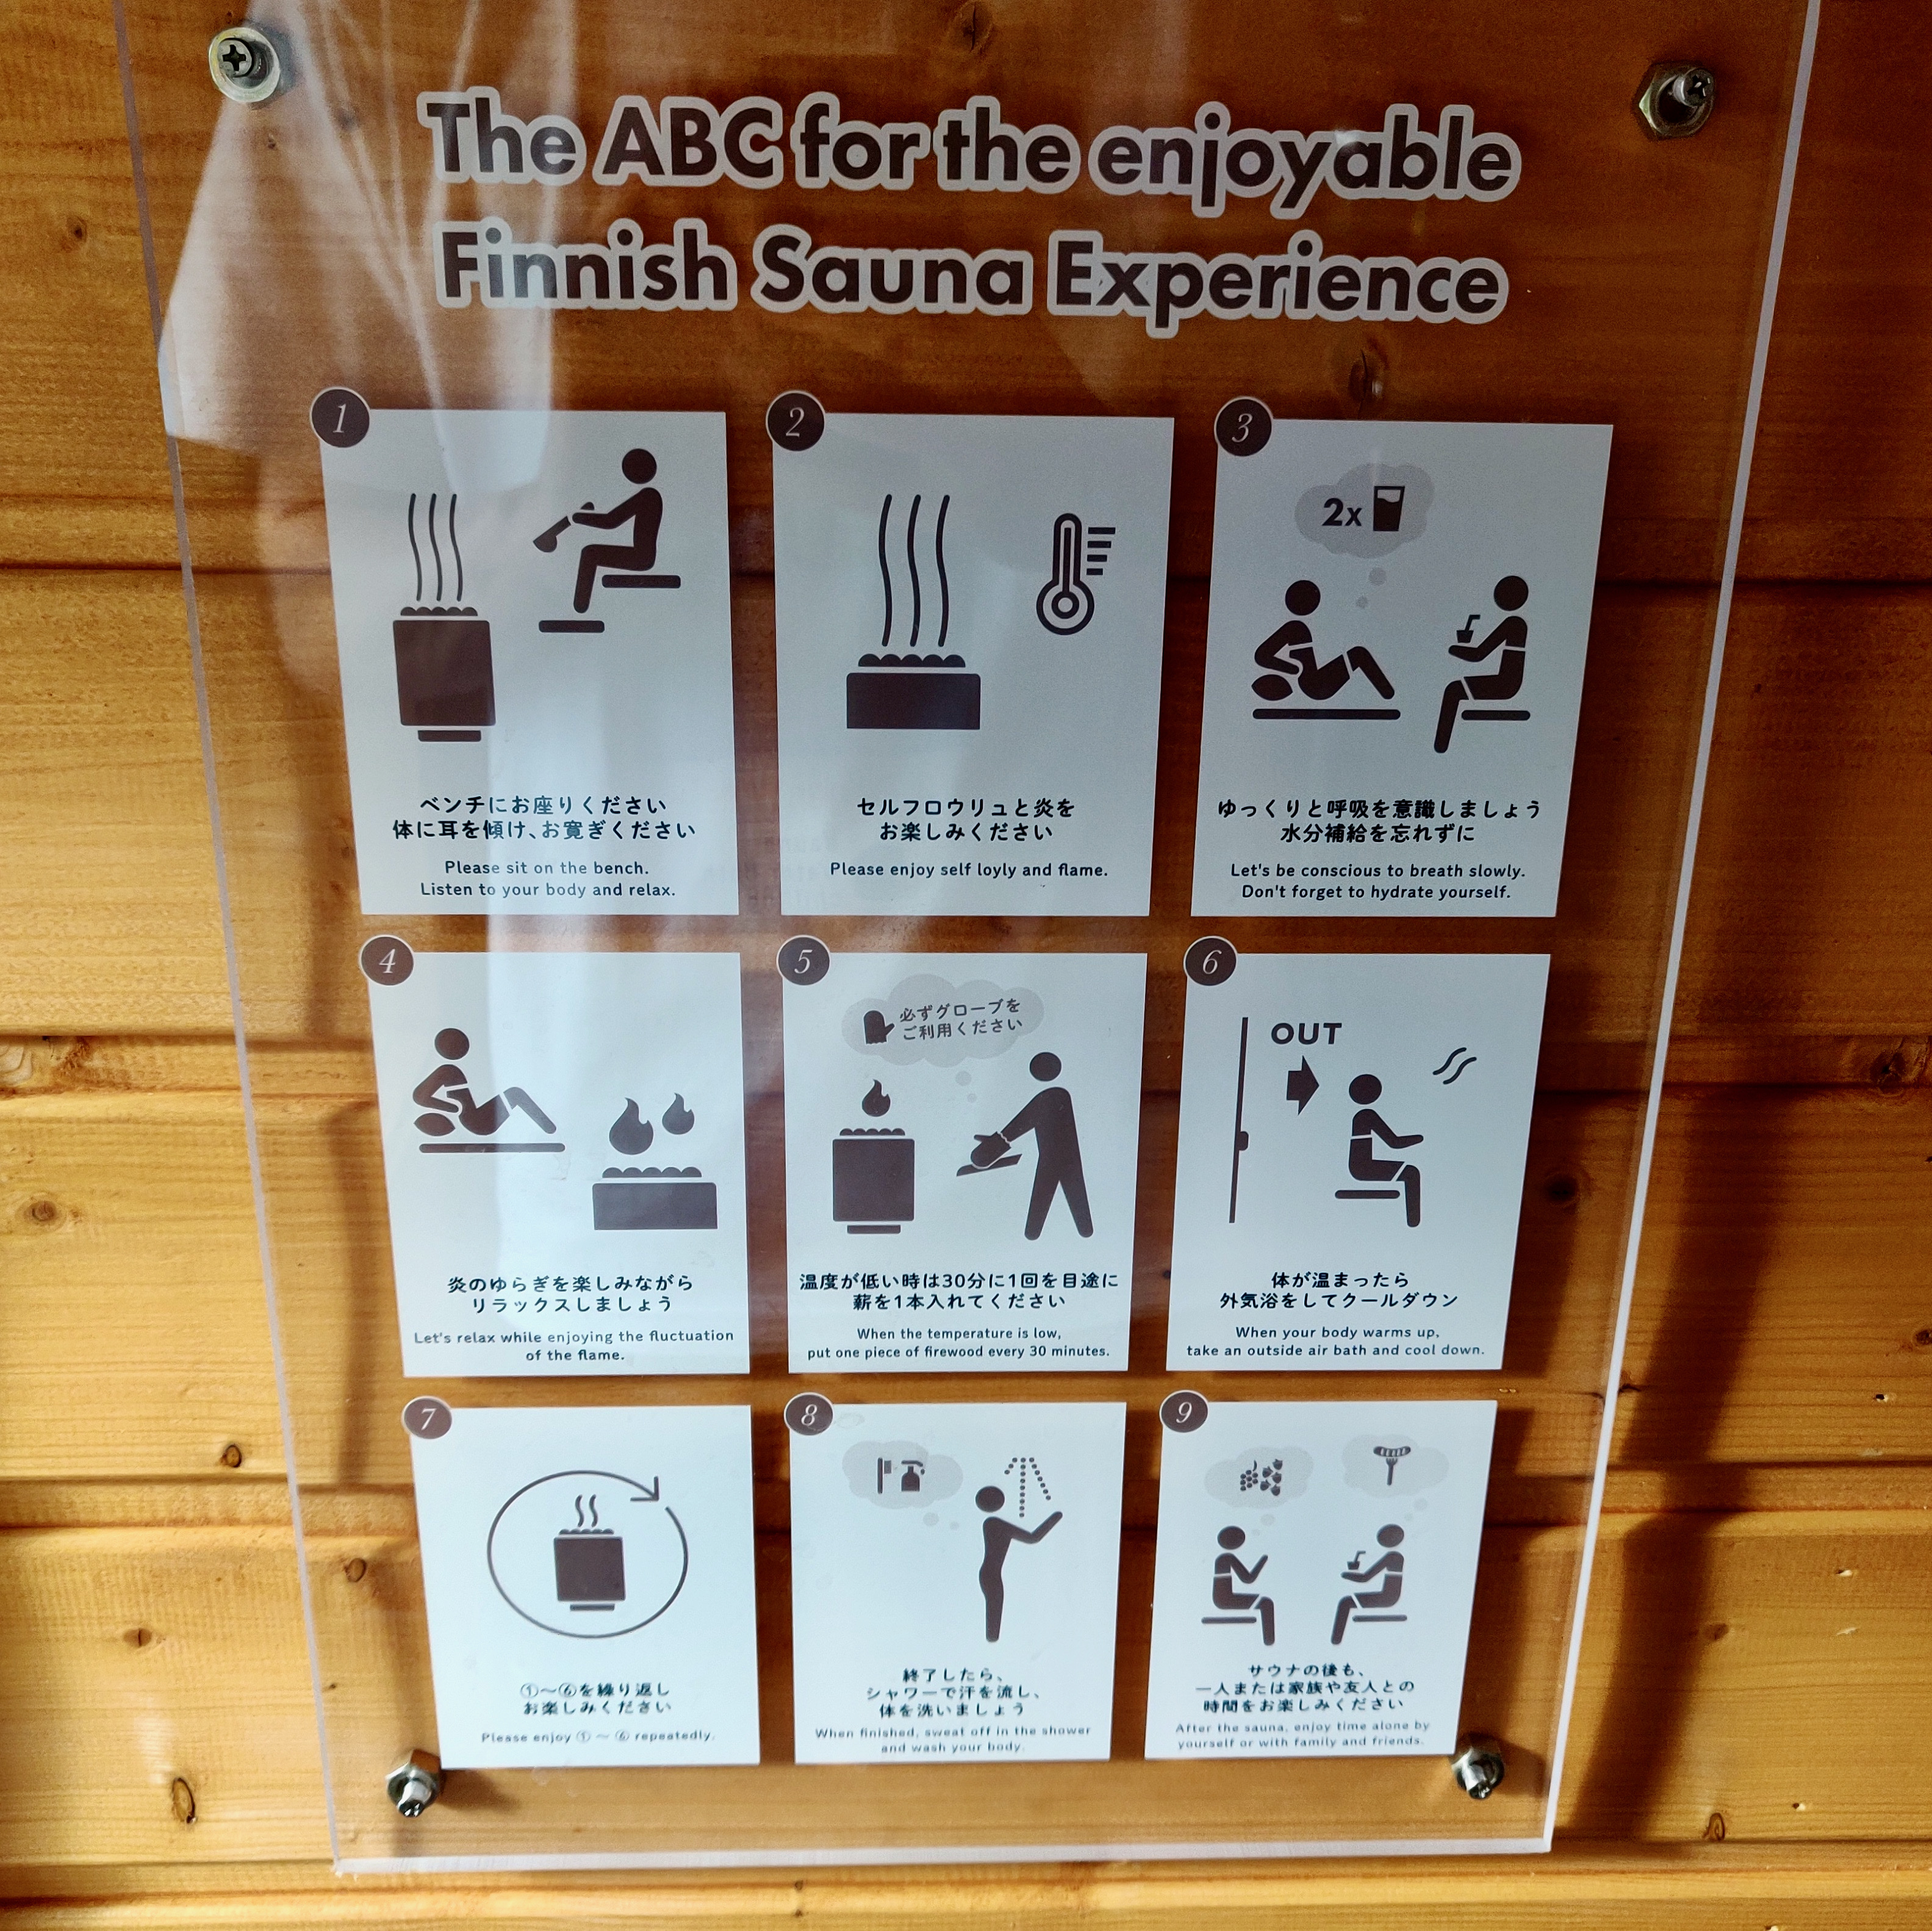 The ABC for the enjoyable
Finnish Sauna Experience
1
ベンチにお座りください
体に耳を傾け、お寛ぎください
Please sit on the bench.
Listen to your body and relax.
2
セルフロウリュと炎を
お楽しみください
Please enjoy self loyly and flame.
3
2x
ゆっくりと呼吸を意識しましょう
水分補給を忘れずに
Let's be conscious to breath slowly.
Don't forget to hydrate yourself.
4
炎のゆらぎを楽しみながら
リラックスしましょう
Let's relax while enjoying the fluctuation
of the flame.
5
必ずグローブを
ご利用ください
温度が低い時は30分に1回を目途に
薪を1本入れてください
When the temperature is low,
put one piece of firewood every 30 minutes.
6
OUT
体が温まったら
外気浴をしてクールダウン
When your body warms up,
take an outside air bath and cool down.
7
①～⑥を繰り返し
お楽しみください
Please enjoy ① ～ ⑥ repeatedly.
8
終了したら、
シャワーで汗を流し、
体を洗いましょう
When finished, sweat off in the shower
and wash your body.
9
サウナの後も、
一人または家族や友人との
時間をお楽しみください
After the sauna, enjoy time alone by
yourself or with family and friends.